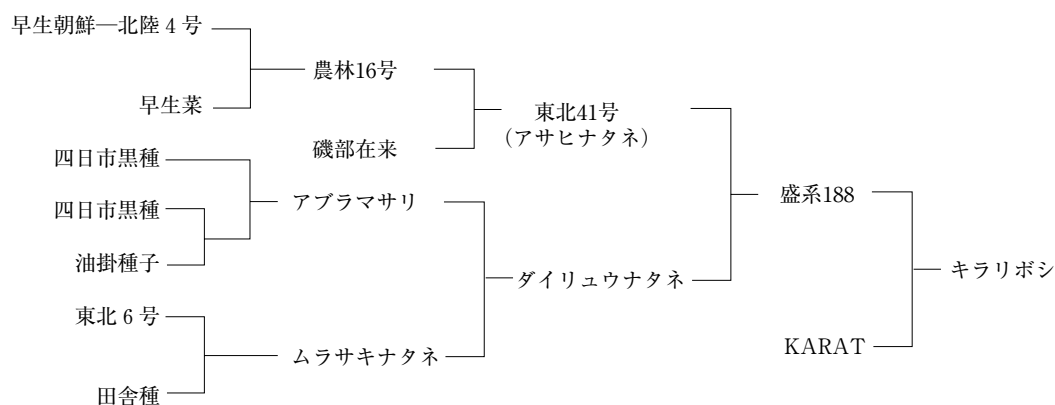 早生朝鮮―北陸4号
農林16号
早生菜
東北41号
(アサヒナタネ)
磯部在来
四日市黒種
四日市黒種
アブラマサリ
盛系188
油掛種子
ダイリュウナタネ
キラリボシ
東北6号
ムラサキナタネ
KARAT
田舎種